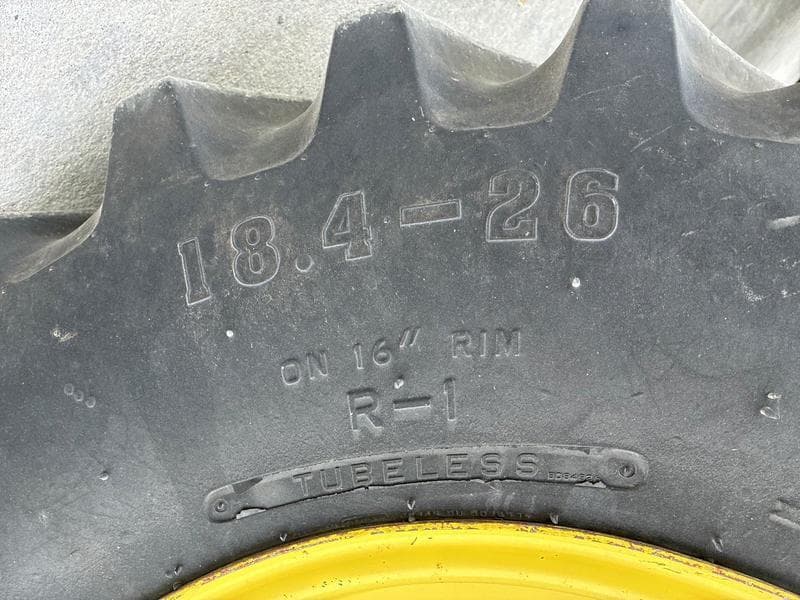 18.4-26
ON 16" RIM
R-1
TUBELESS